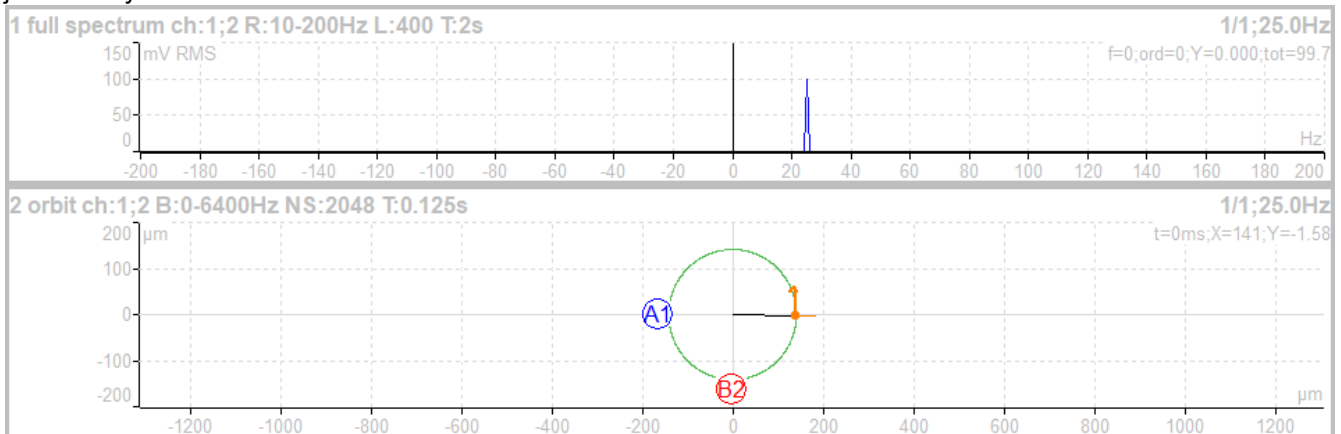 1 full spectrum ch:1;2 R:10-200Hz L:400 T:2s 1/1;25.0Hz
150 mV RMS f=0;ord=0;Y=0.000;tot=99.7
100
50
0 Hz
-200 -180 -160 -140 -120 -100 -80 -60 -40 -20 0 20 40 60 80 100 120 140 160 180 200
2 orbit ch:1;2 B:0-6400Hz NS:2048 T:0.125s 1/1;25.0Hz
200 µm t=0ms;X=141;Y=-1.58
100
0 A1
-100
-200 B2 µm
-1200 -1000 -800 -600 -400 -200 0 200 400 600 800 1000 1200